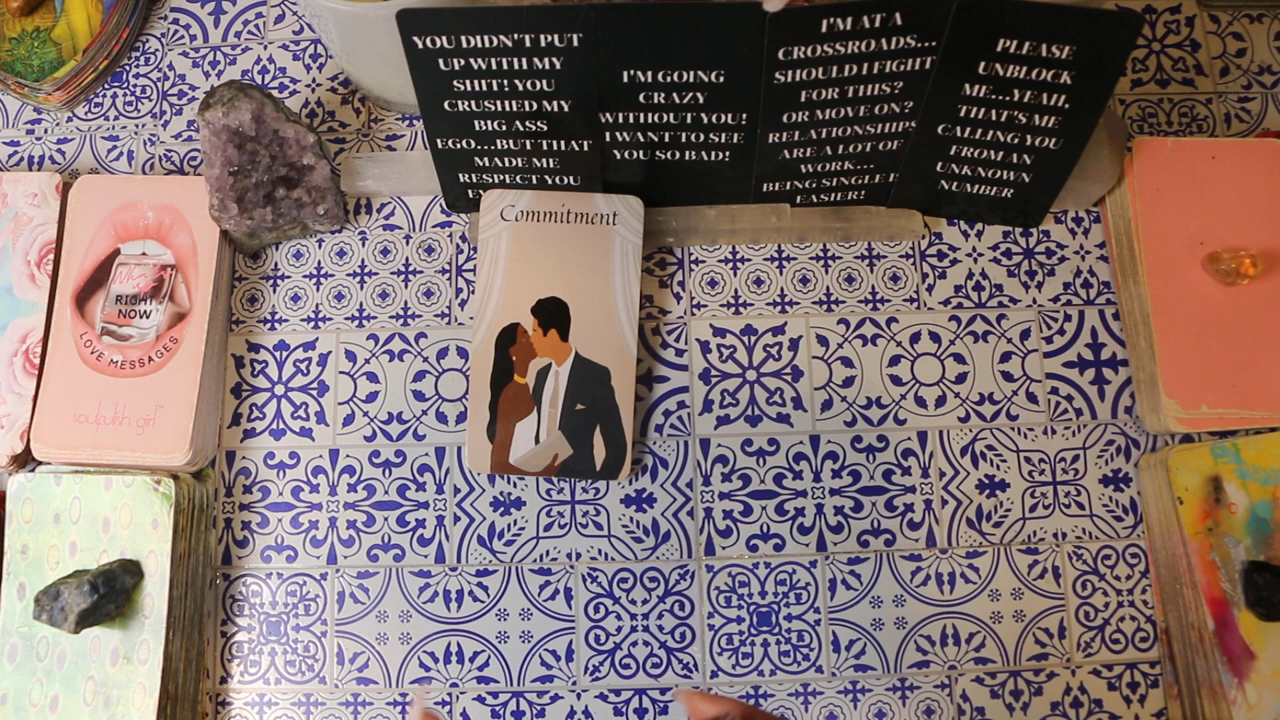 YOU DIDN'T PUT
UP WITH MY
SHIT! YOU
CRUSHED MY
BIG ASS
EGO...BUT THAT
MADE ME
RESPECT YOU
I'M GOING
CRAZY
WITHOUT YOU!
I WANT TO SEE
YOU SO BAD!
I'M AT A
CROSSROADS...
SHOULD I FIGHT
FOR THIS?
OR MOVE ON?
RELATIONSHIPS
ARE A LOT OF
WORK...
BEING SINGLE IS
EASIER!
PLEASE
UNBLOCK
ME...YEAH,
THAT'S ME
CALLING YOU
FROM AN
UNKNOWN
NUMBER
Commitment
RIGHT
NOW
LOVE MESSAGES